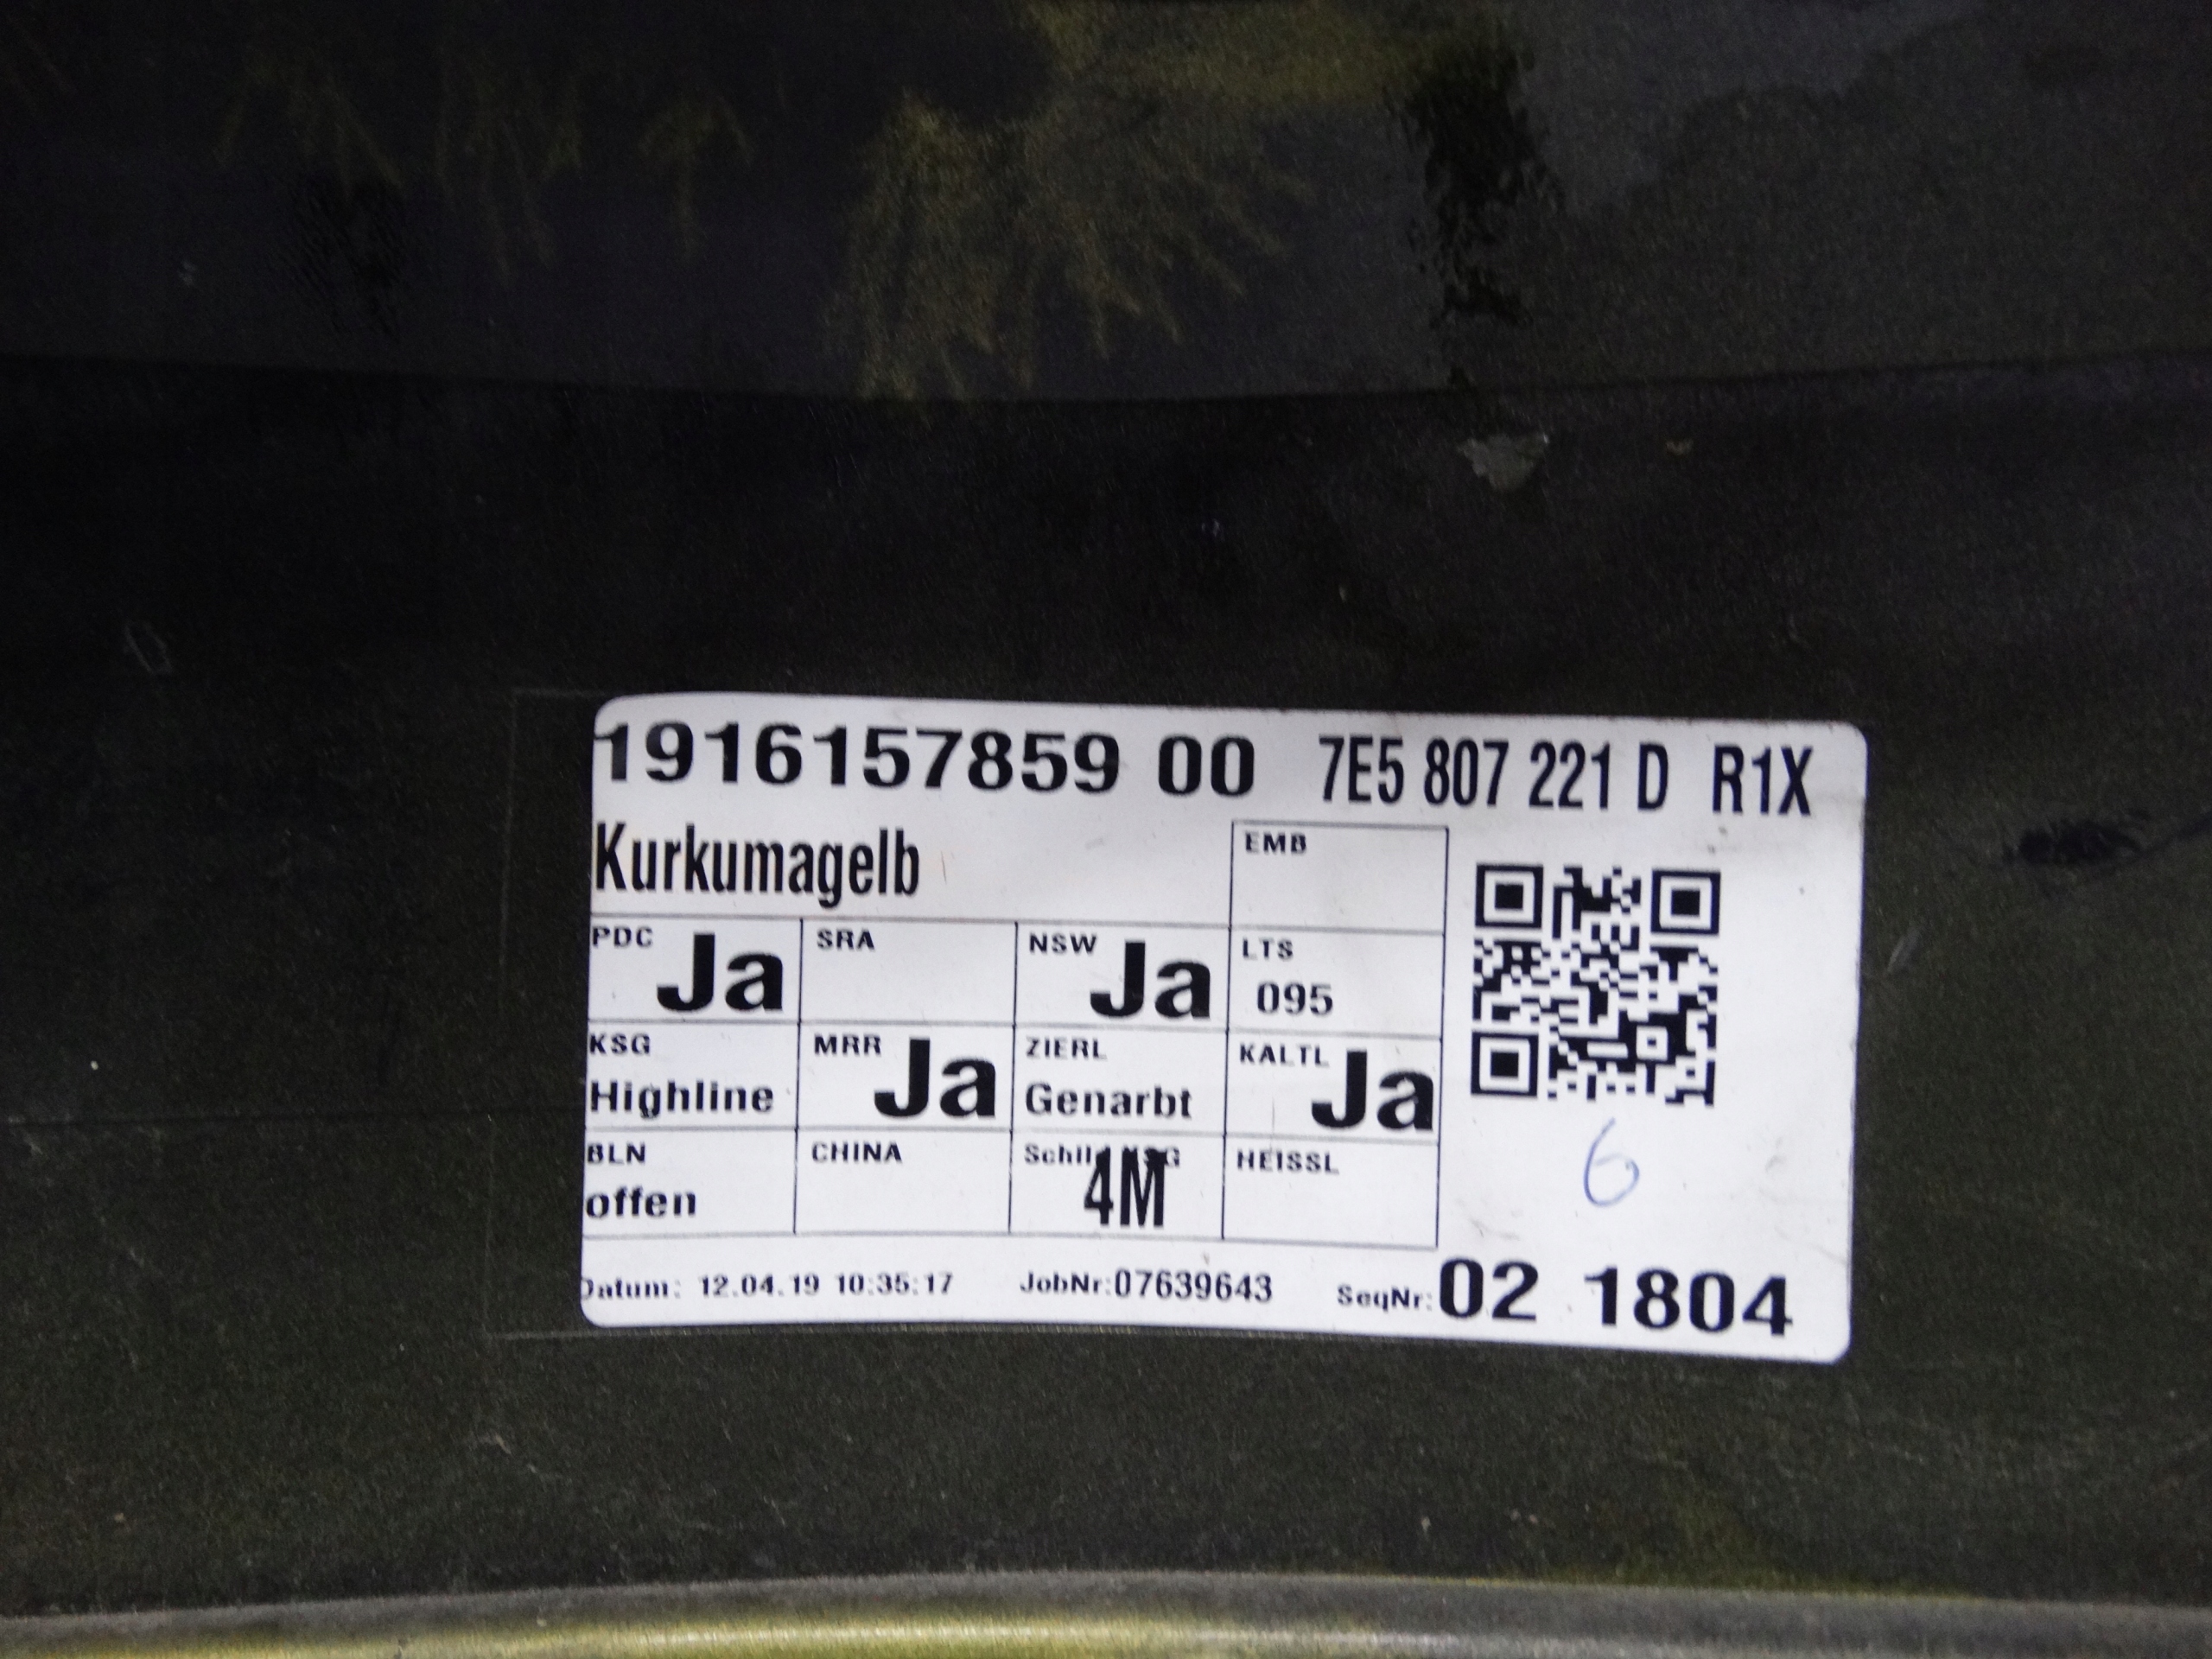 1916157859 00 7E5 807 221 D R1X
Kurkumagelb EMB
PDC Ja SRA NSW Ja LTS 095
KSG Highline MRR Ja ZIERL Genarbt KALTL Ja
BLN offen CHINA Schild KSG 4M HEISSL
6
Datum: 12.04.19 10:35:17 JobNr:07639643 SeqNr:02 1804